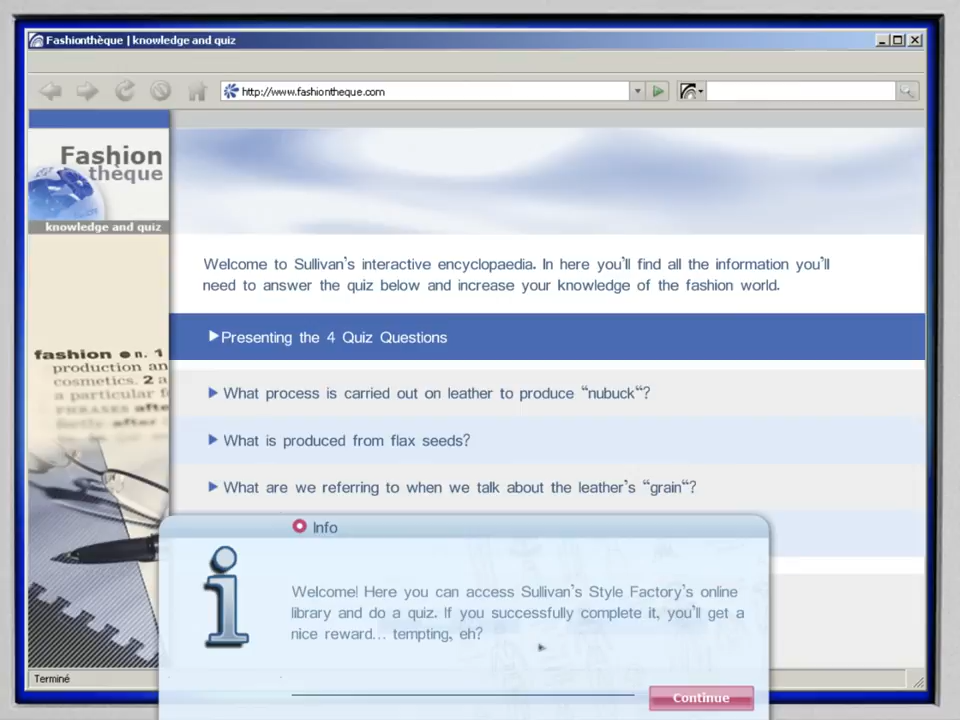 Fashionthèque | knowledge and quiz
http://www.fashiontheque.com
Fashion
thèque
knowledge and quiz
Welcome to Sullivan's interactive encyclopaedia. In here you'll find all the information you'll
need to answer the quiz below and increase your knowledge of the fashion world.
Presenting the 4 Quiz Questions
What process is carried out on leather to produce "nubuck"?
What is produced from flax seeds?
What are we referring to when we talk about the leather's "grain"?
fashion ● n. 1
production an
cosmetics. 2 a
a particular f
PHRASES afte
after
Info
Welcome! Here you can access Sullivan's Style Factory's online
library and do a quiz. If you successfully complete it, you'll get a
nice reward... tempting, eh?
Continue
Terminé